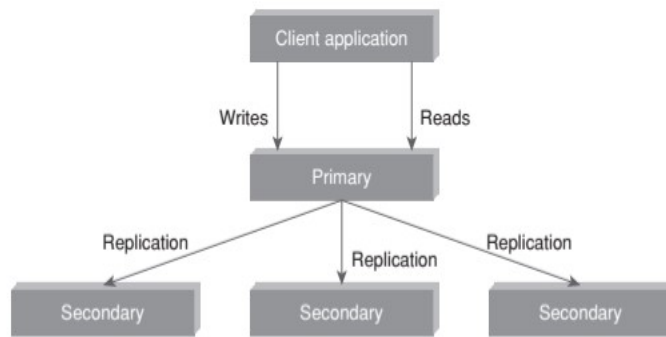 Client application
Writes
Reads
Primary
Replication
Replication
Replication
Secondary
Secondary
Secondary